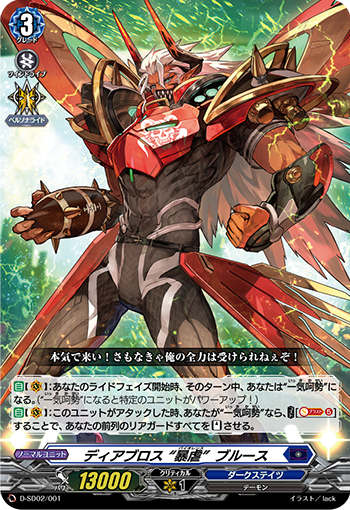 3
グレード
ツインドライブ
ペルソナライド
本気で来い！さもなきゃ俺の全力は受けられねぇぞ！
自【V】：あなたのライドフェイズ開始時、そのターン中、あなたは“一気呵勢”に
なる。（“一気呵勢”になると特定のユニットがパワーアップ！）
自【V】：このユニットがアタックした時、あなたが“一気呵勢”なら、【ブラスト5】
することで、あなたの前列のリアガードすべてを スタンド する。
ノーマルユニット
ディアブロス “暴虐” ブルース
パワー 13000
クリティカル
1
ダークステイツ
デーモン
D-SD02/001
イラスト／lack